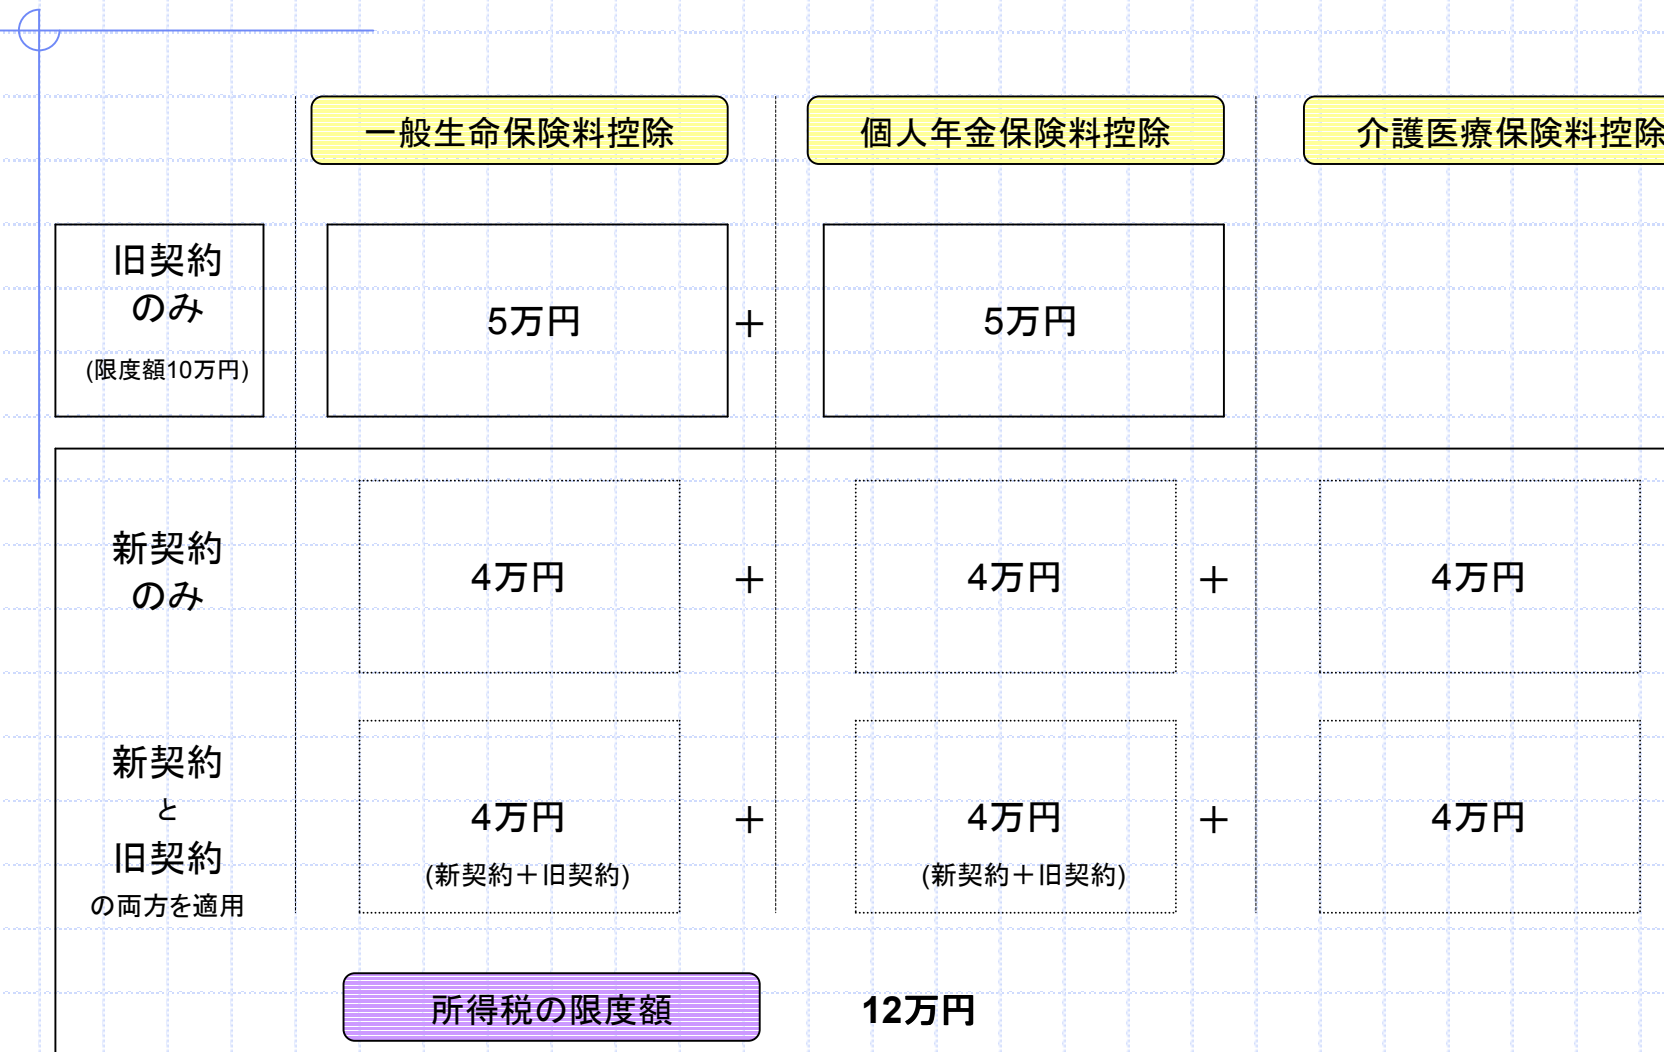 一般生命保険料控除
個人年金保険料控除
介護医療保険料控除
旧契約
のみ
(限度額10万円)
5万円
＋
5万円
新契約
のみ
4万円
＋
4万円
＋
4万円
新契約
と
旧契約
の両方を適用
4万円
(新契約＋旧契約)
＋
4万円
(新契約＋旧契約)
＋
4万円
所得税の限度額
12万円